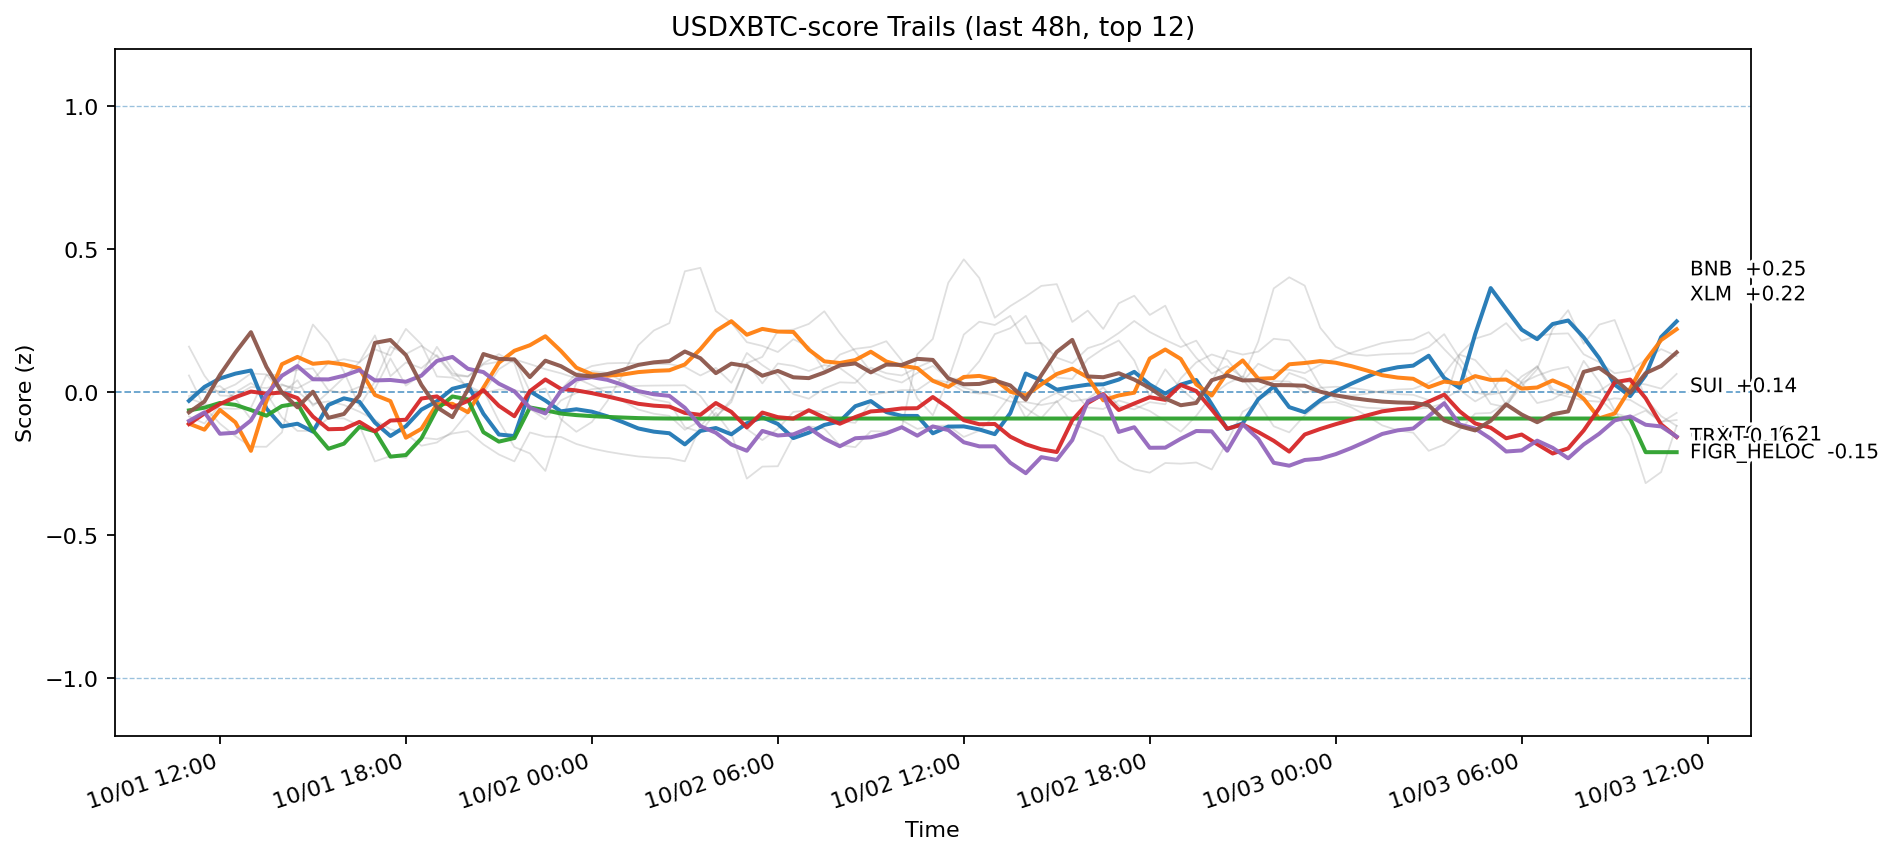 USDXBTC-score Trails (last 48h, top 12)
Score (z)
1.0
0.5
0.0
−0.5
−1.0
BNB +0.25
XLM +0.22
SUI +0.14
FIGR_HELOC -0.15
10/01 12:00
10/01 18:00
10/02 00:00
10/02 06:00
10/02 12:00
10/02 18:00
10/03 00:00
10/03 06:00
10/03 12:00
Time